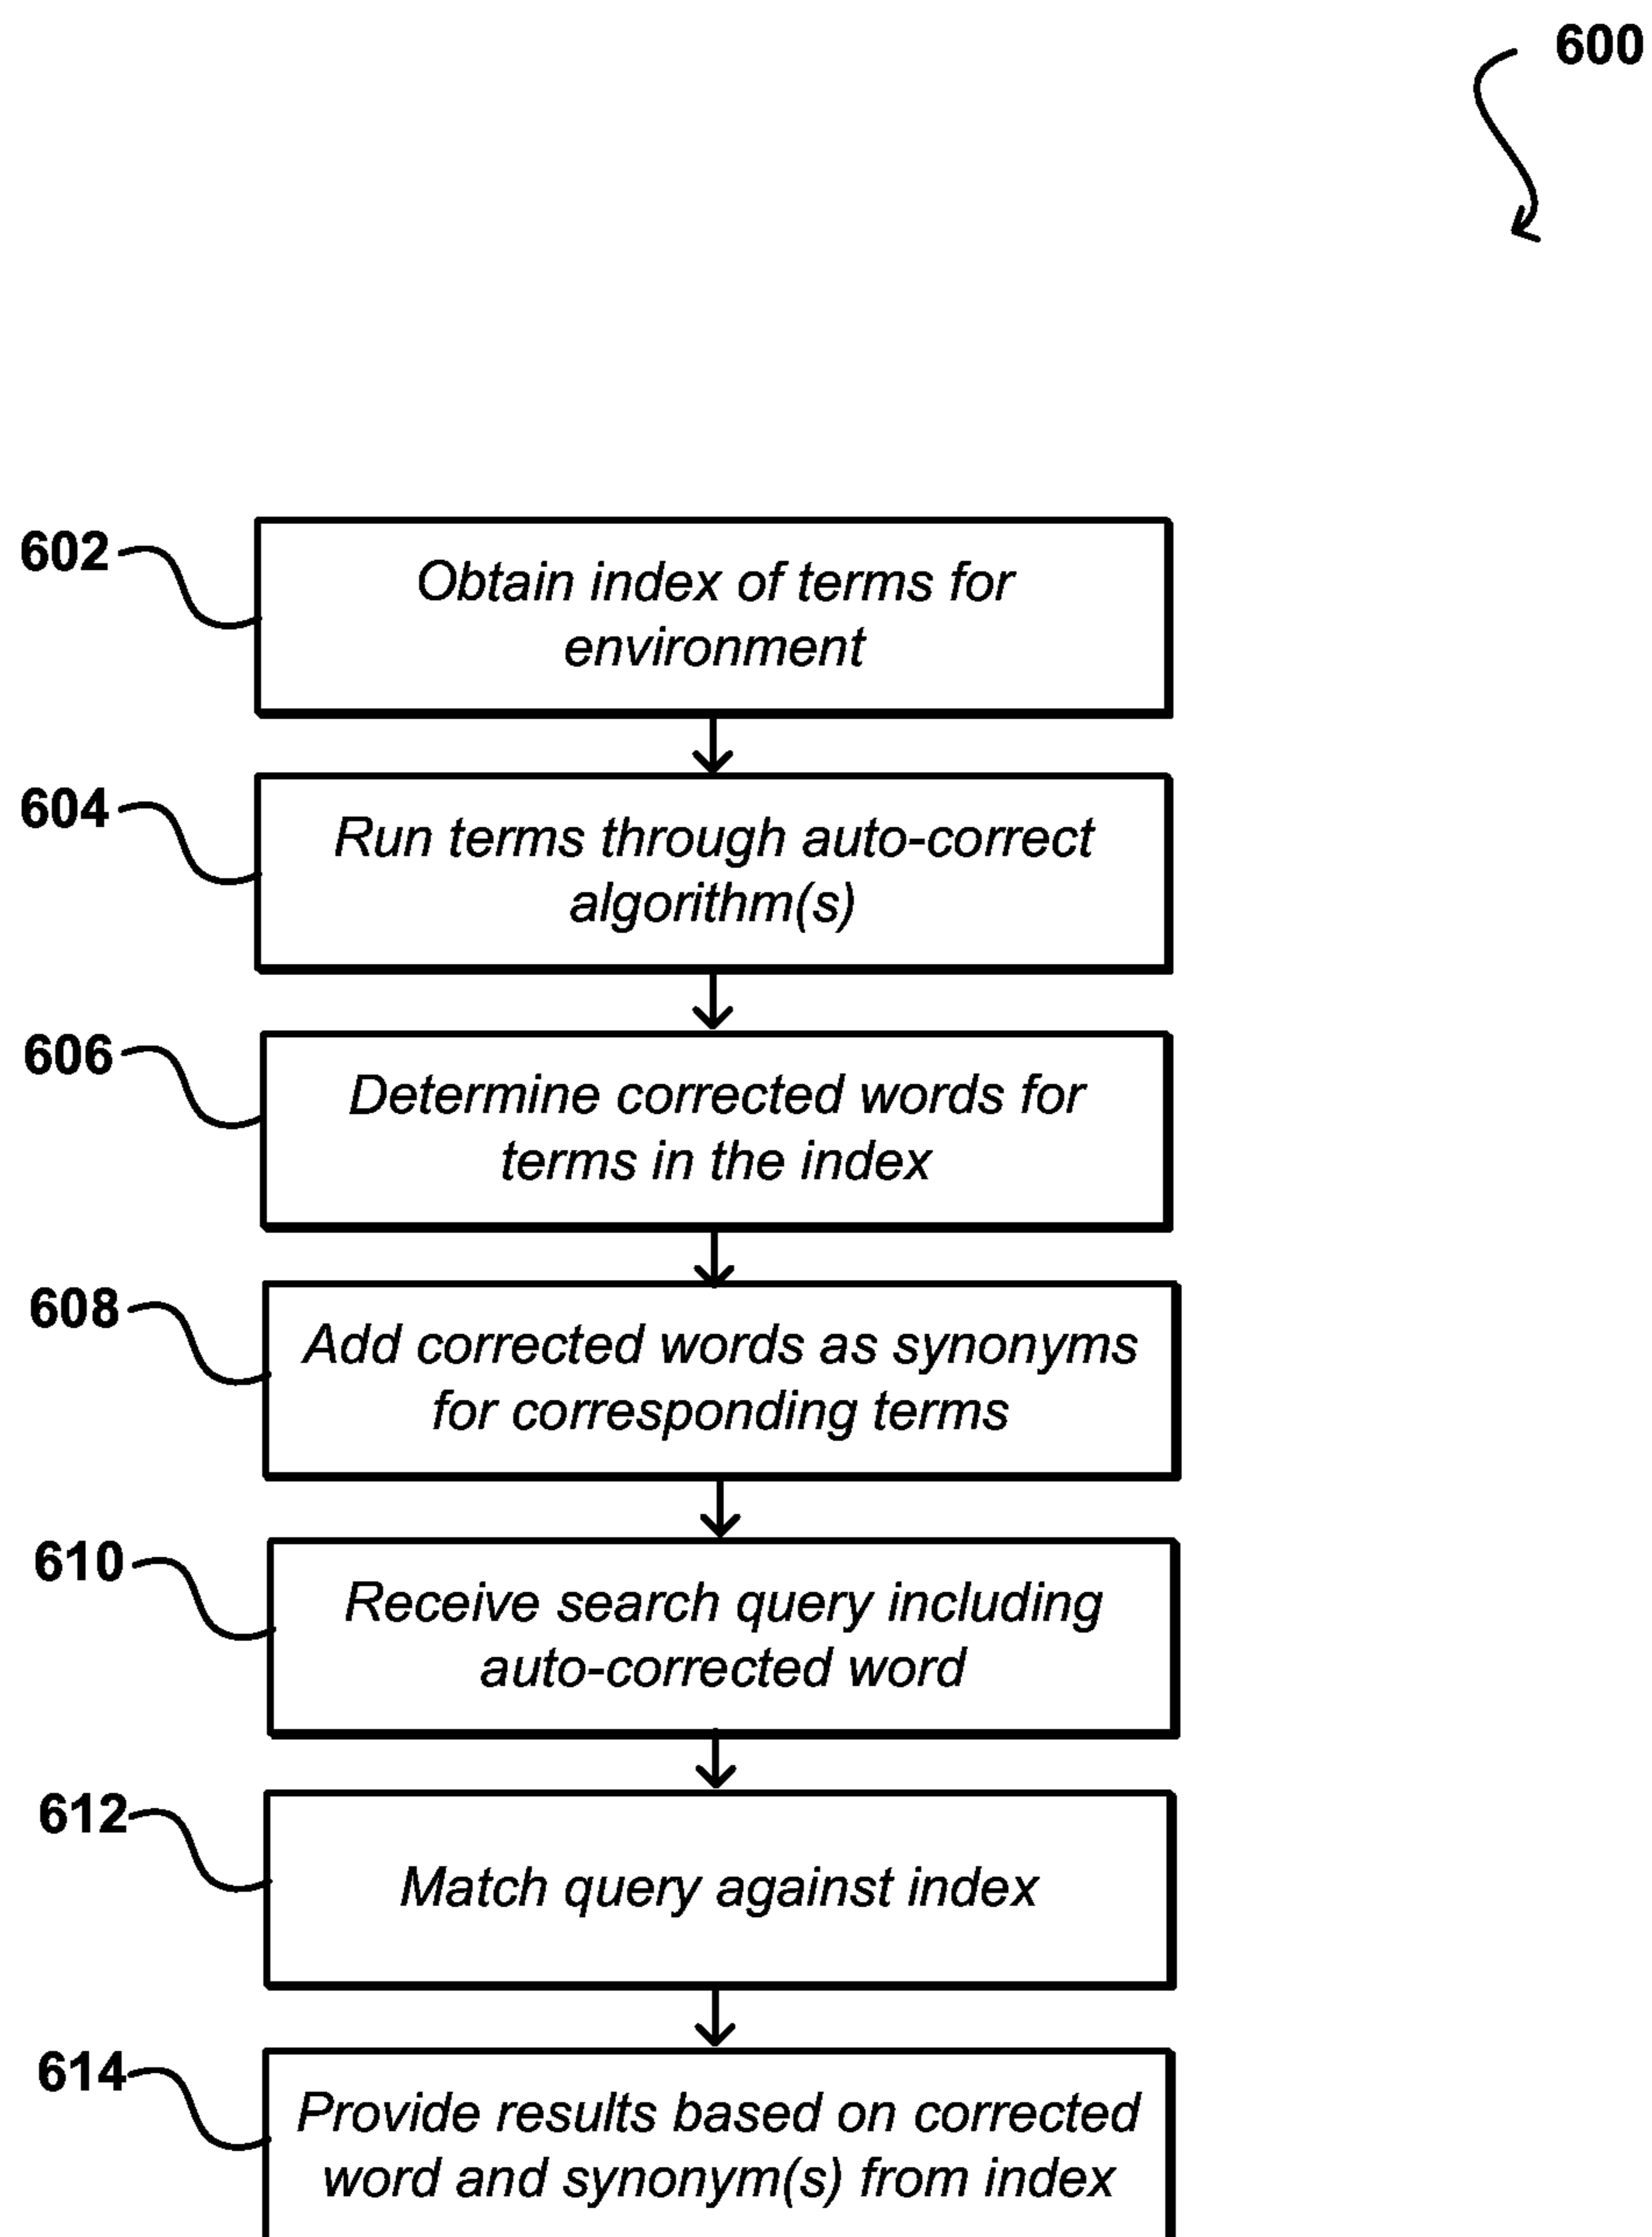 600
602
Obtain index of terms for
environment
604
Run terms through auto-correct
algorithm(s)
606
Determine corrected words for
terms in the index
608
Add corrected words as synonyms
for corresponding terms
610
Receive search query including
auto-corrected word
612
Match query against index
614
Provide results based on corrected
word and synonym(s) from index